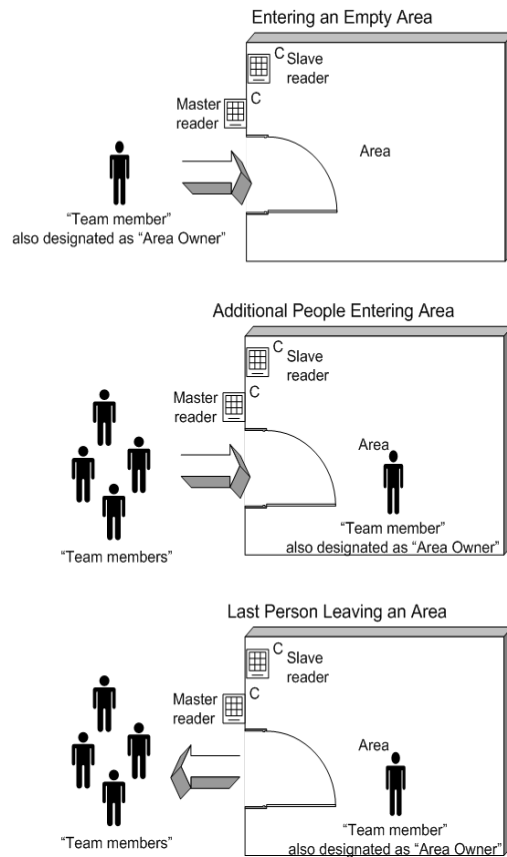 Entering an Empty Area
C Slave
reader
C
Master
reader
Area
“Team member”
also designated as “Area Owner”
Additional People Entering Area
C Slave
reader
C
Master
reader
Area
“Team member”
also designated as “Area Owner”
“Team members”
Last Person Leaving an Area
C Slave
reader
C
Master
reader
Area
“Team member”
also designated as “Area Owner”
“Team members”